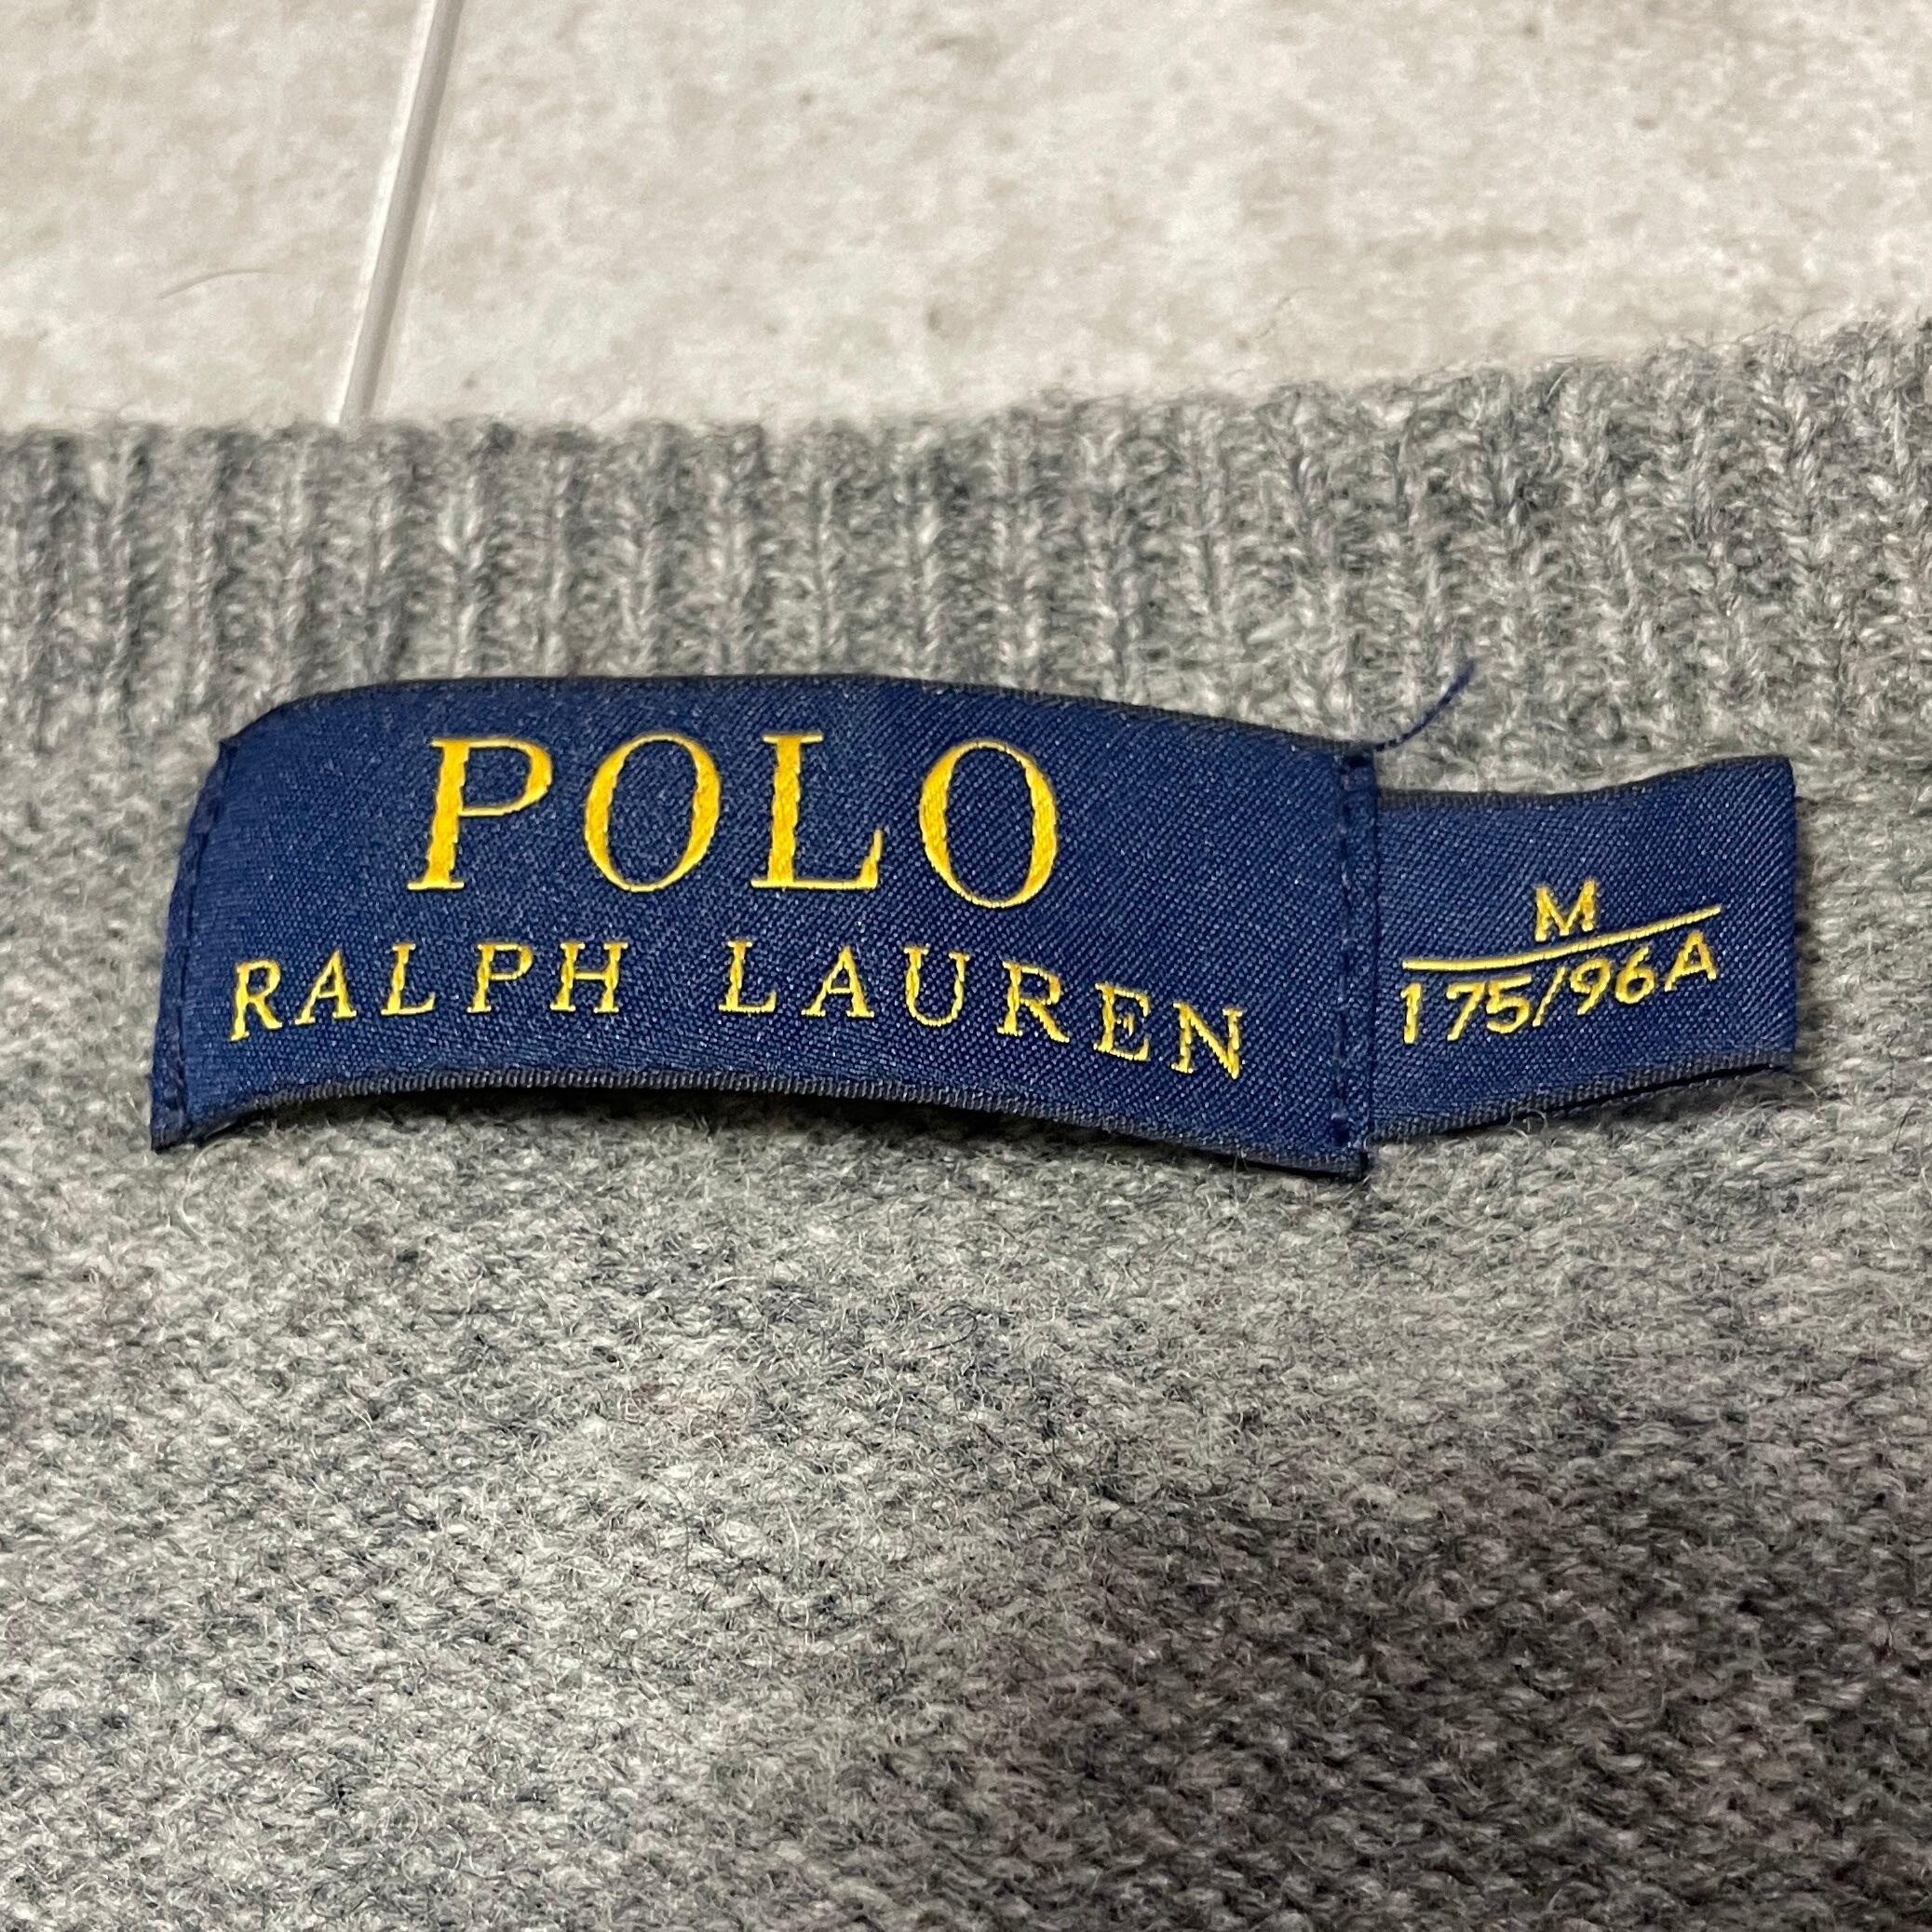 POLO
RALPH LAUREN
M
175/96A